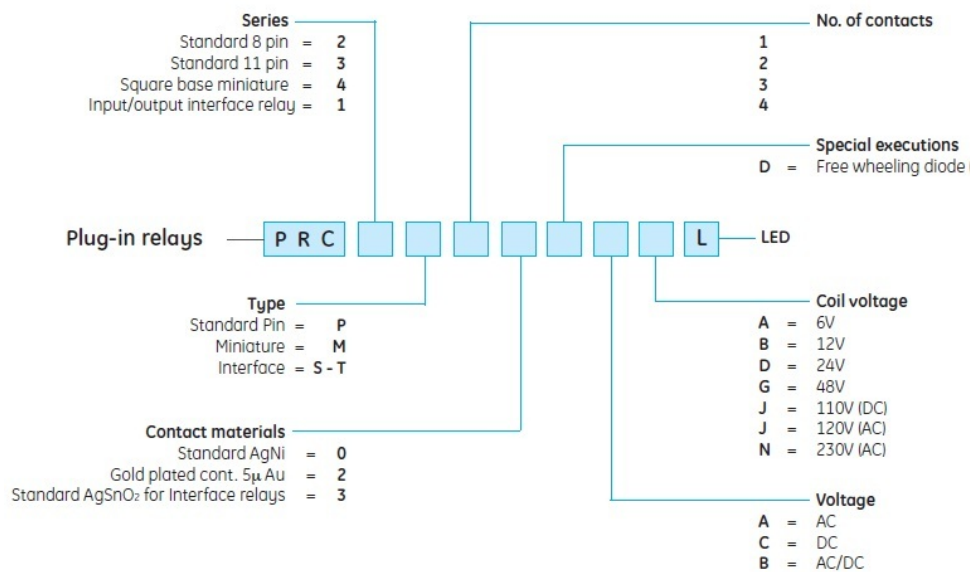 Series
Standard 8 pin = 2
Standard 11 pin = 3
Square base miniature = 4
Input/output interface relay = 1
No. of contacts
1
2
3
4
Special executions
D = Free wheeling diode (
Plug-in relays
P R C
L
LED
Type
Standard Pin = P
Miniature = M
Interface = S - T
Contact materials
Standard AgNi = 0
Gold plated cont. 5µ Au = 2
Standard AgSnO₂ for Interface relays = 3
Coil voltage
A = 6V
B = 12V
D = 24V
G = 48V
J = 110V (DC)
J = 120V (AC)
N = 230V (AC)
Voltage
A = AC
C = DC
B = AC/DC